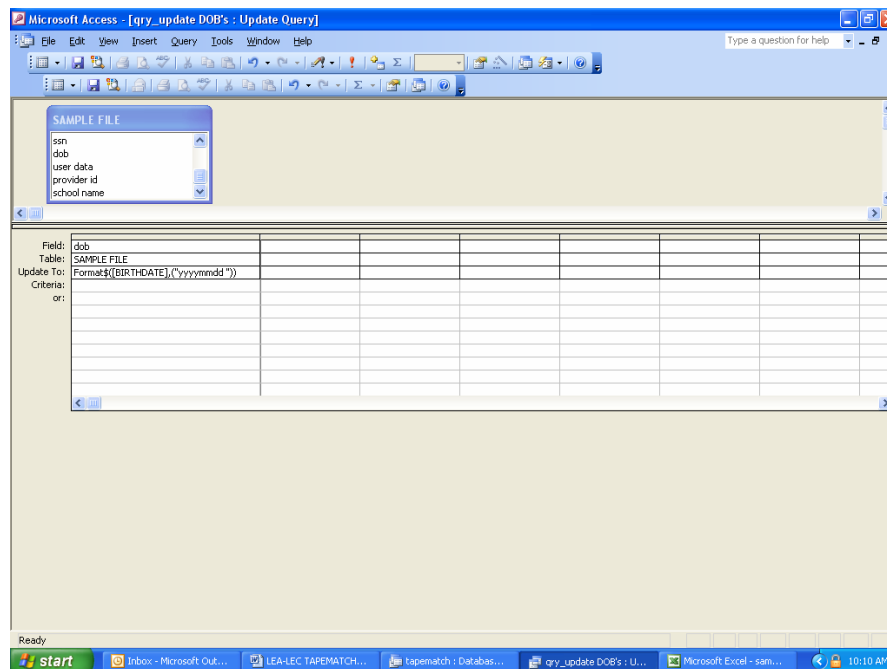 Microsoft Access - [qry_update DOB's : Update Query]
File Edit View Insert Query Tools Window Help
Type a question for help
SAMPLE FILE
ssn
dob
user data
provider id
school name
Field: dob
Table: SAMPLE FILE
Update To: Format$([BIRTHDATE],("yyyymmdd "))
Criteria:
or:
Ready
start
Inbox - Microsoft Out...
LEA-LEC TAPEMATCH...
tapematch : Databas...
qry_update DOB's : U...
Microsoft Excel - sam...
10:10 AM